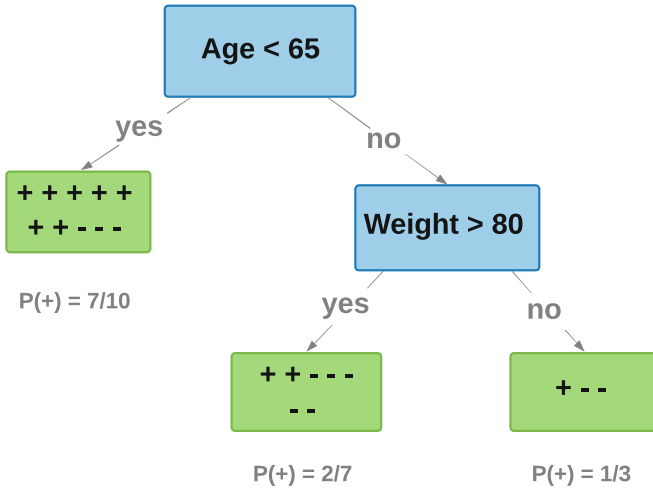 Age < 65
yes
no
+ + + + +
+ + - - -
Weight > 80
P(+) = 7/10
yes
no
+ + - - -
- -
+ - -
P(+) = 2/7
P(+) = 1/3